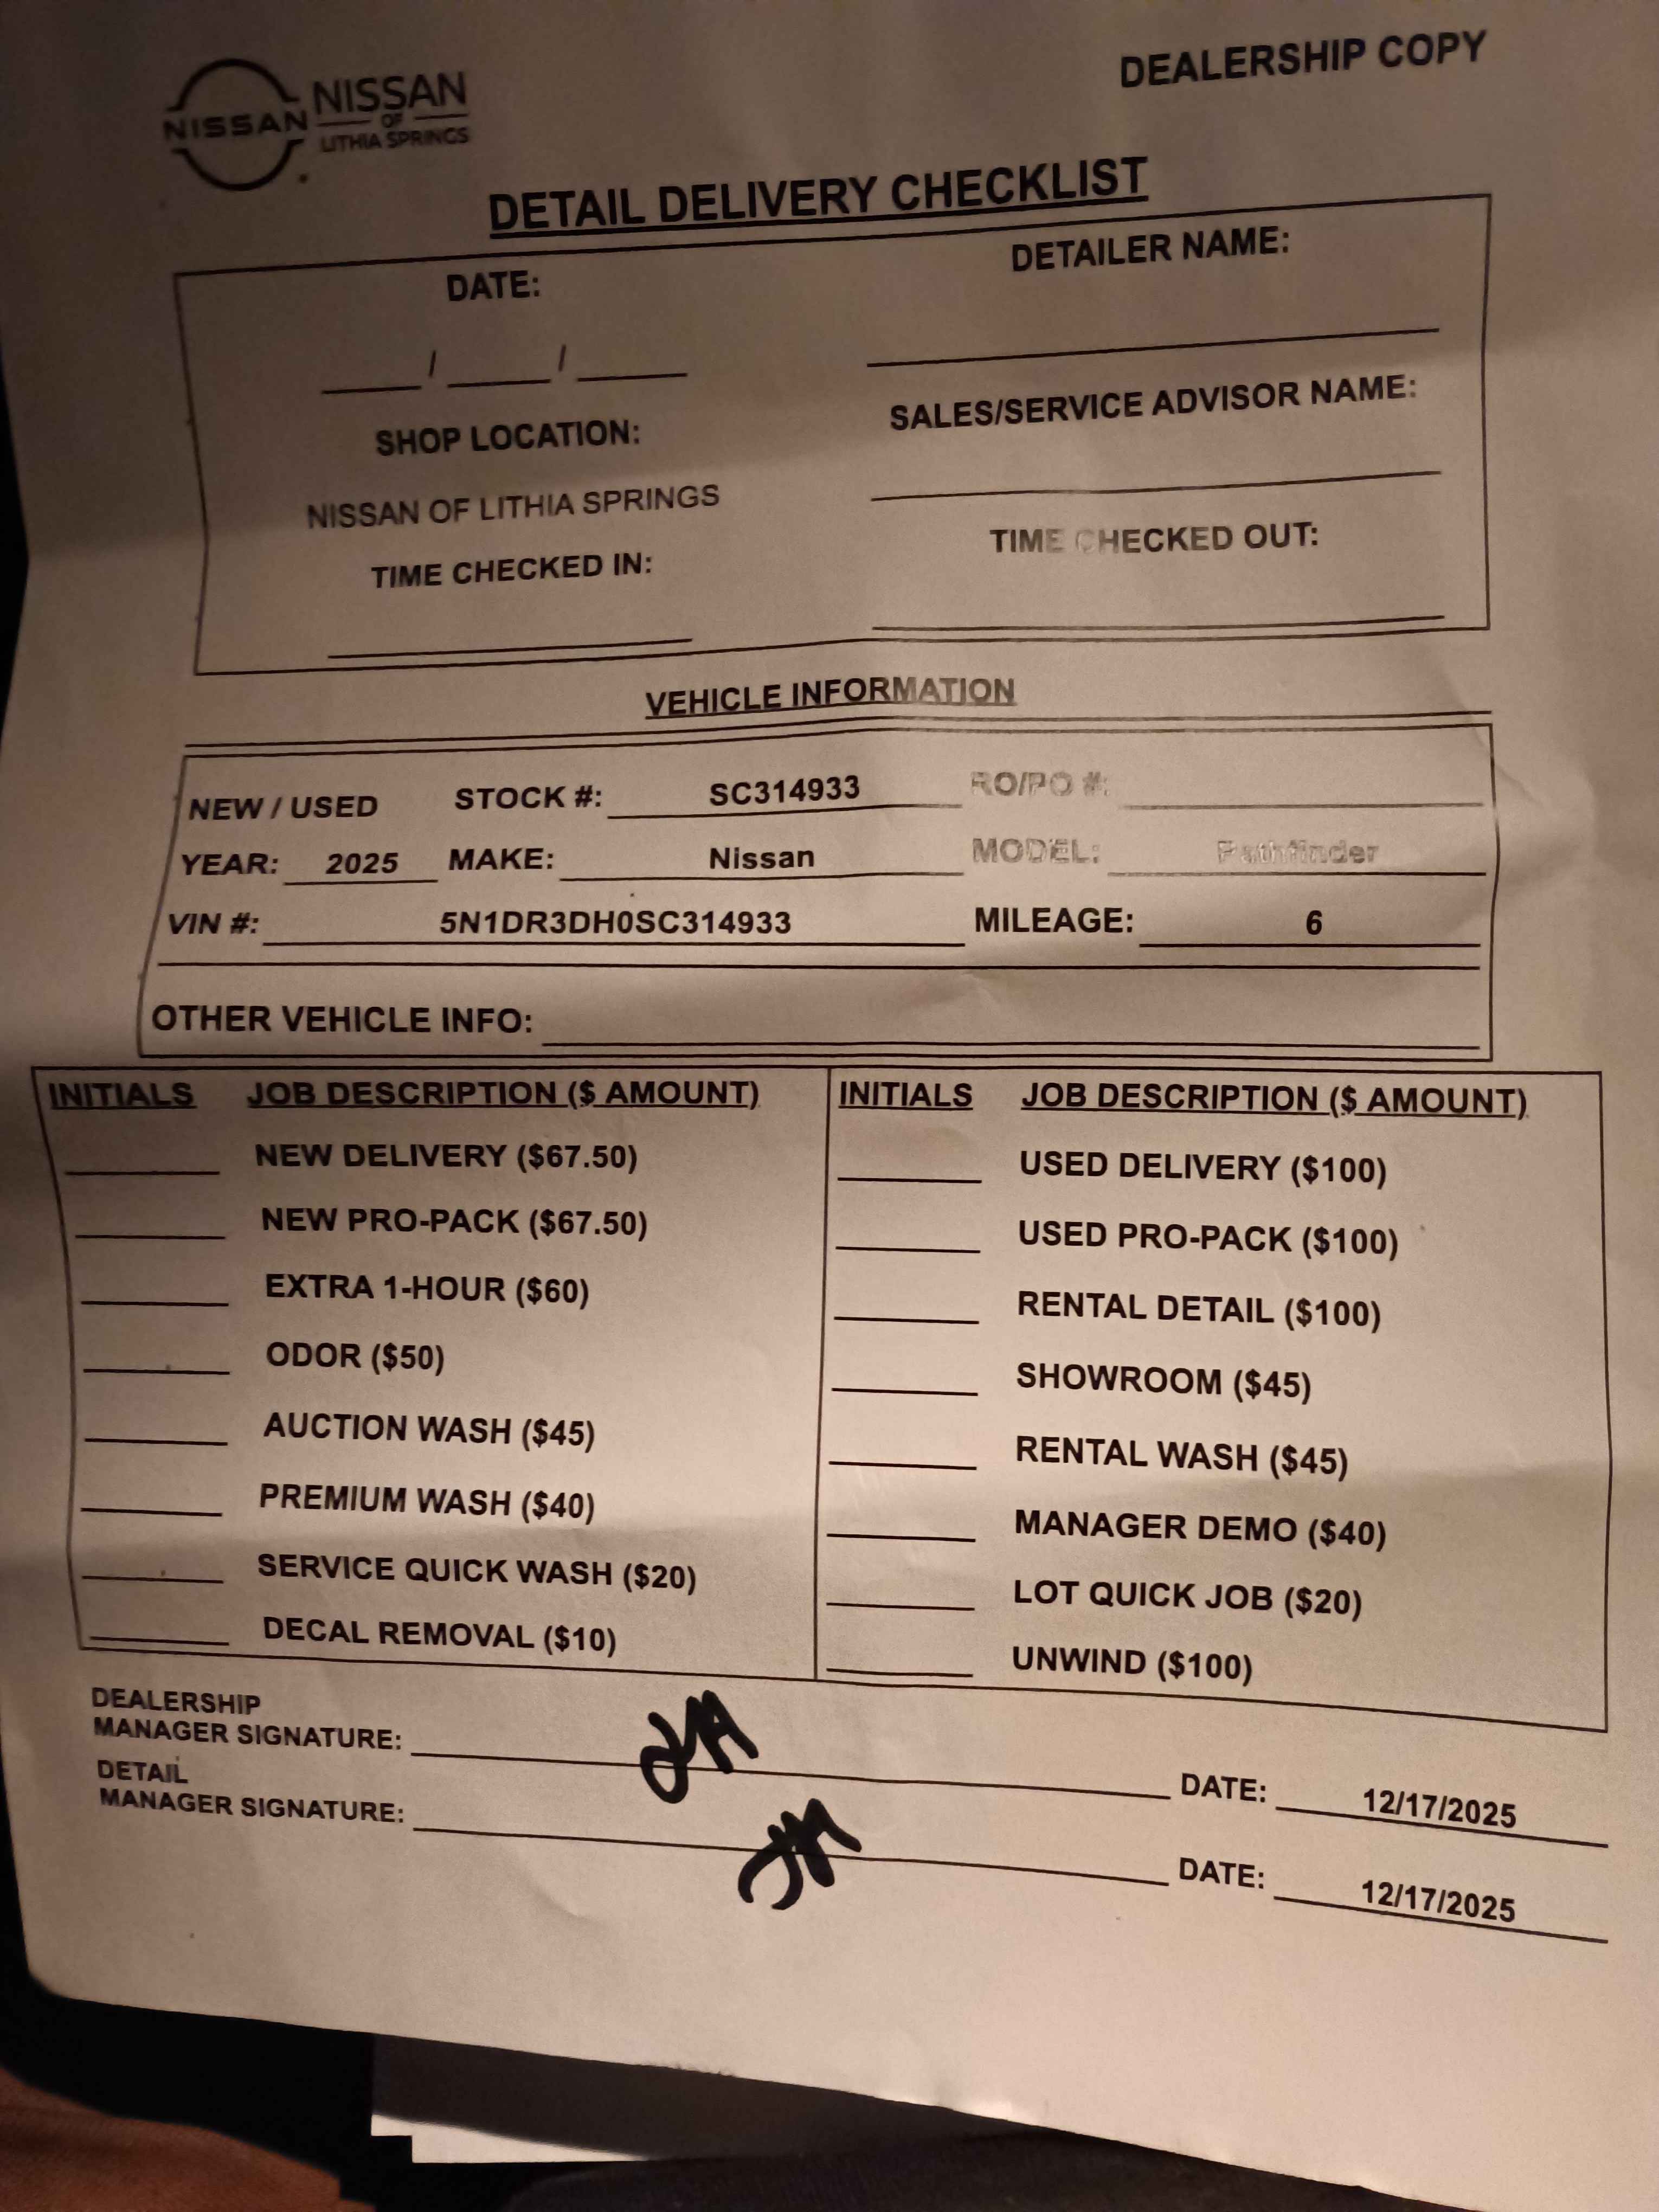 DEALERSHIP COPY
NISSAN
NISSAN
OF
LITHIA SPRINGS
DETAIL DELIVERY CHECKLIST
DATE:
DETAILER NAME:
____/____/____
SHOP LOCATION:
SALES/SERVICE ADVISOR NAME:
NISSAN OF LITHIA SPRINGS
TIME CHECKED IN:
TIME CHECKED OUT:
VEHICLE INFORMATION
NEW / USED STOCK #: SC314933 RO/PO #:
YEAR: 2025 MAKE: Nissan MODEL: Pathfinder
VIN #: 5N1DR3DH0SC314933 MILEAGE: 6
OTHER VEHICLE INFO:
INITIALS JOB DESCRIPTION ($ AMOUNT)
NEW DELIVERY ($67.50)
NEW PRO-PACK ($67.50)
EXTRA 1-HOUR ($60)
ODOR ($50)
AUCTION WASH ($45)
PREMIUM WASH ($40)
SERVICE QUICK WASH ($20)
DECAL REMOVAL ($10)
INITIALS JOB DESCRIPTION ($ AMOUNT)
USED DELIVERY ($100)
USED PRO-PACK ($100)
RENTAL DETAIL ($100)
SHOWROOM ($45)
RENTAL WASH ($45)
MANAGER DEMO ($40)
LOT QUICK JOB ($20)
UNWIND ($100)
DEALERSHIP
MANAGER SIGNATURE: DATE: 12/17/2025
DETAIL
MANAGER SIGNATURE: JM DATE: 12/17/2025